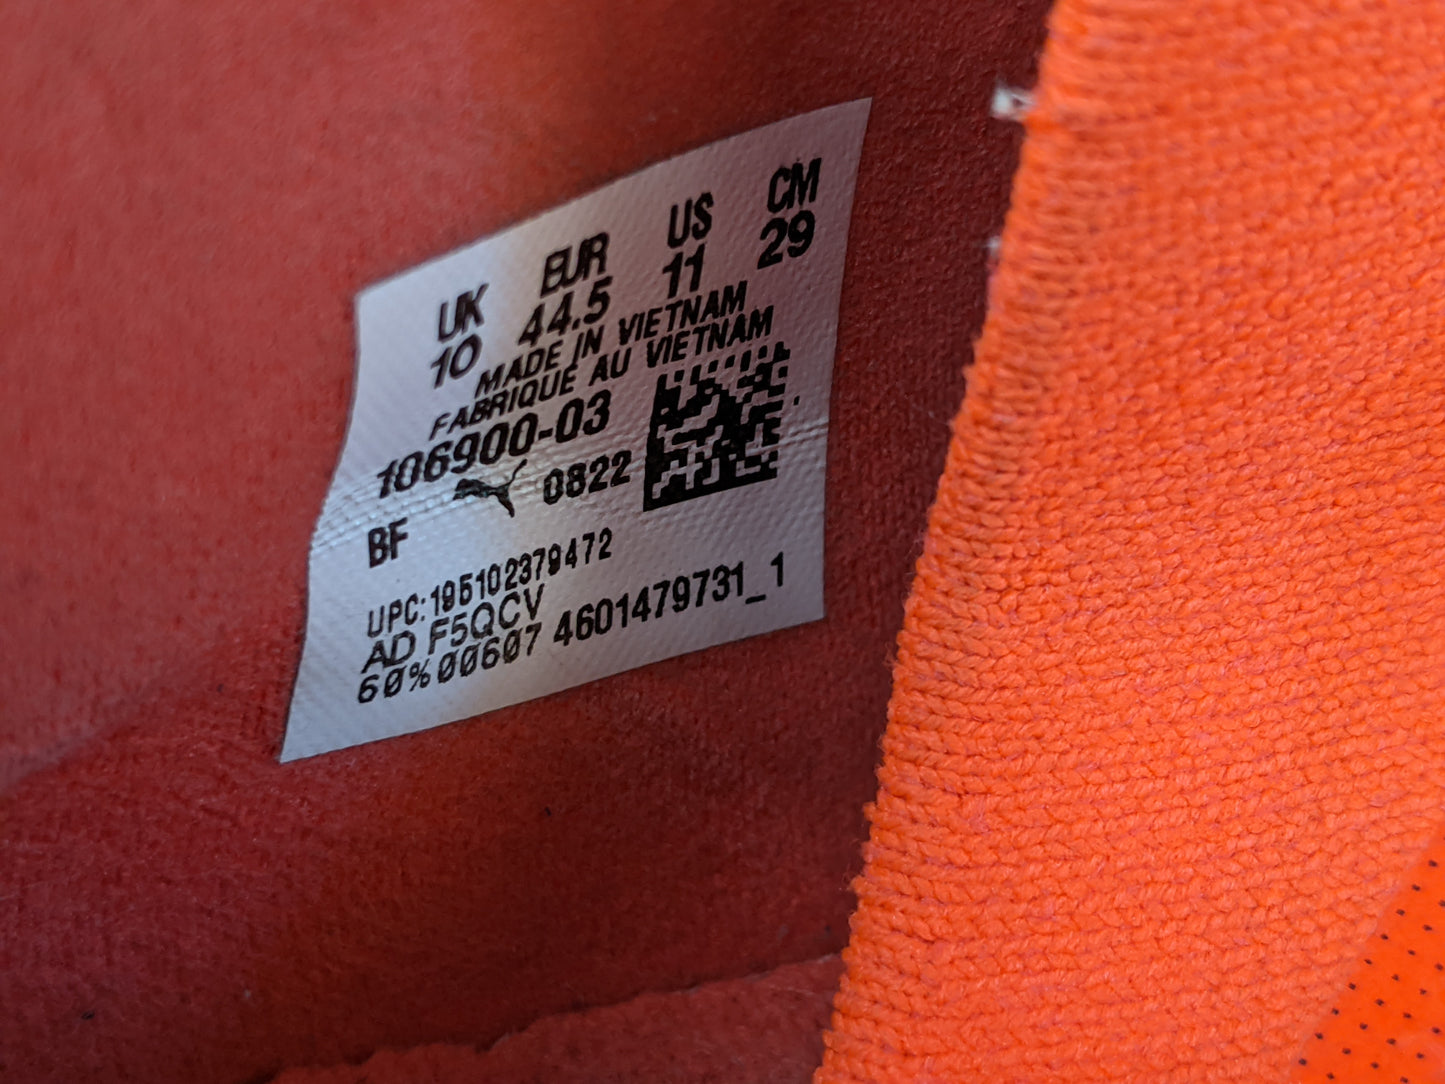 UK EUR US CM
10 44.5 11 29
MADE IN VIETNAM
FABRIQUE AU VIETNAM
106900-03
BF 0822
UPC:195102379472
AD F5QCV
60%00607 4601479731_1